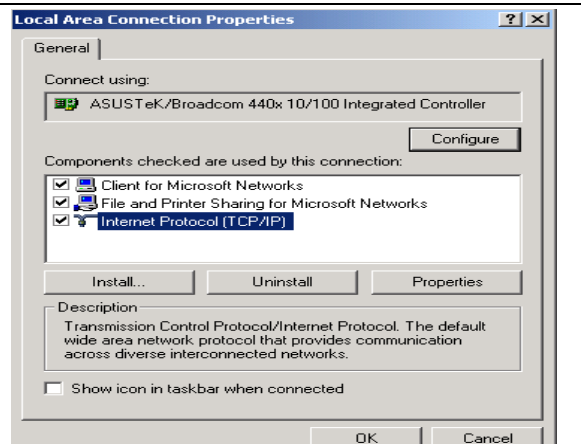 Local Area Connection Properties
General
Connect using:
ASUSTeK/Broadcom 440x 10/100 Integrated Controller
Configure
Components checked are used by this connection:
Client for Microsoft Networks
File and Printer Sharing for Microsoft Networks
Internet Protocol (TCP/IP)
Install... Uninstall Properties
Description
Transmission Control Protocol/Internet Protocol. The default
wide area network protocol that provides communication
across diverse interconnected networks.
Show icon in taskbar when connected
OK Cancel